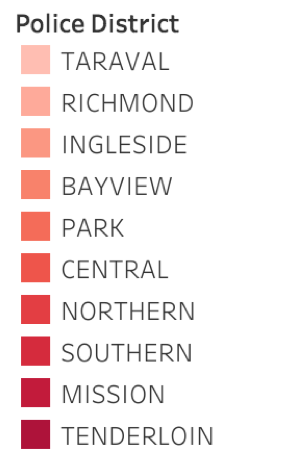 Police District
TARAVAL
RICHMOND
INGLESIDE
BAYVIEW
PARK
CENTRAL
NORTHERN
SOUTHERN
MISSION
TENDERLOIN